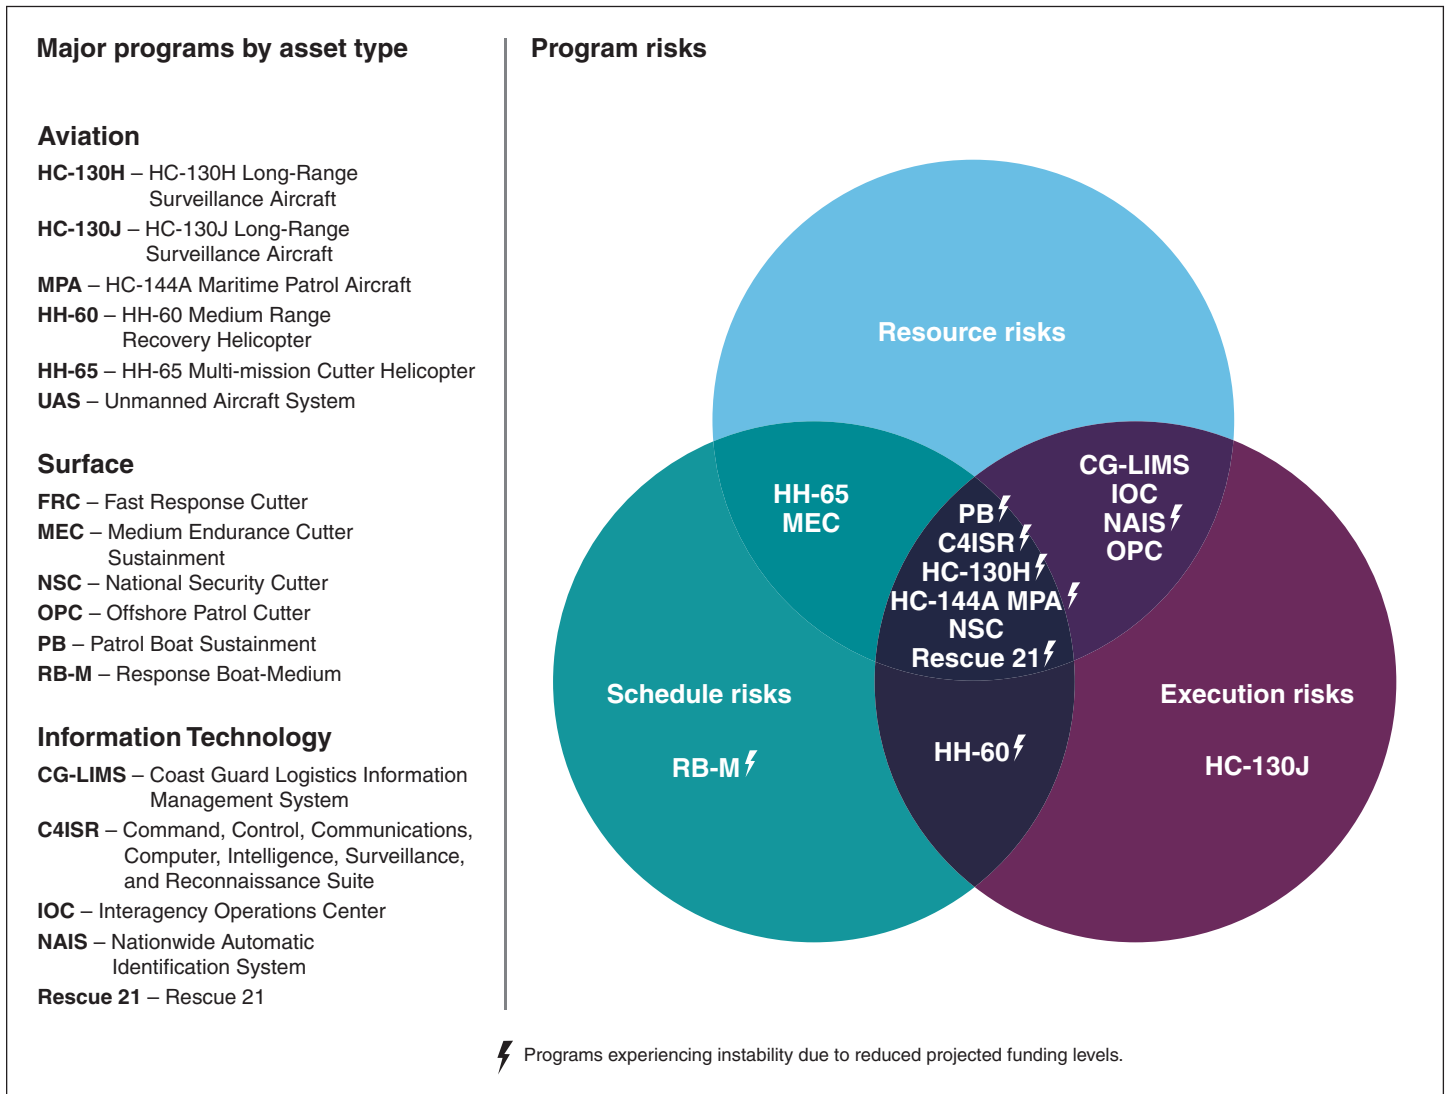 Major programs by asset type
Aviation
HC-130H – HC-130H Long-Range
Surveillance Aircraft
HC-130J – HC-130J Long-Range
Surveillance Aircraft
MPA – HC-144A Maritime Patrol Aircraft
HH-60 – HH-60 Medium Range
Recovery Helicopter
HH-65 – HH-65 Multi-mission Cutter Helicopter
UAS – Unmanned Aircraft System
Surface
FRC – Fast Response Cutter
MEC – Medium Endurance Cutter
Sustainment
NSC – National Security Cutter
OPC – Offshore Patrol Cutter
PB – Patrol Boat Sustainment
RB-M – Response Boat-Medium
Information Technology
CG-LIMS – Coast Guard Logistics Information
Management System
C4ISR – Command, Control, Communications,
Computer, Intelligence, Surveillance,
and Reconnaissance Suite
IOC – Interagency Operations Center
NAIS – Nationwide Automatic
Identification System
Rescue 21 – Rescue 21
Program risks
Resource risks
HH-65
MEC
CG-LIMS
IOC
NAIS
OPC
PB
C4ISR
HC-130H
HC-144A MPA
NSC
Rescue 21
Schedule risks
RB-M
HH-60
Execution risks
HC-130J
Programs experiencing instability due to reduced projected funding levels.